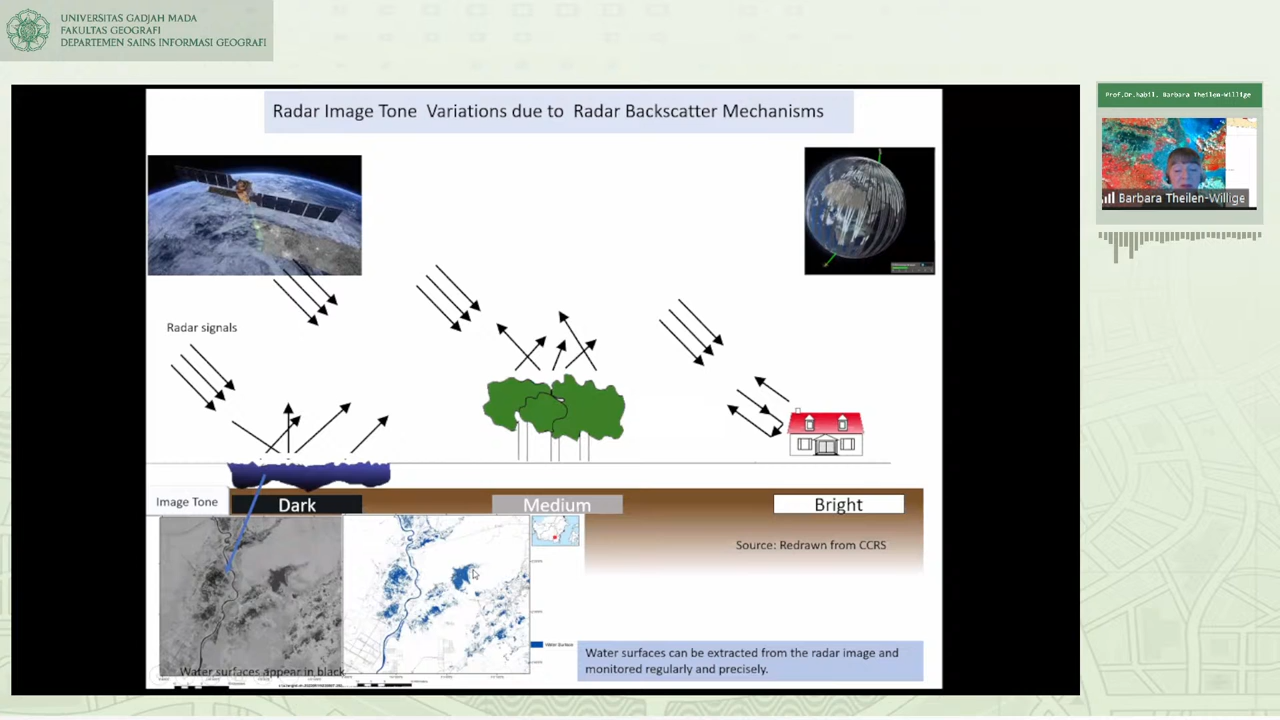 UNIVERSITAS GADJAH MADA
FAKULTAS GEOGRAFI
DEPARTEMEN SAINS INFORMASI GEOGRAFI
Prof.Dr.habil. Barbara Theilen-Willige
Barbara Theilen-Willige
Radar Image Tone Variations due to Radar Backscatter Mechanisms
Radar signals
Image Tone
Dark
Medium
Bright
Source: Redrawn from CCRS
Water Surface
Water surfaces can be extracted from the radar image and
monitored regularly and precisely.
Water surfaces appear in black